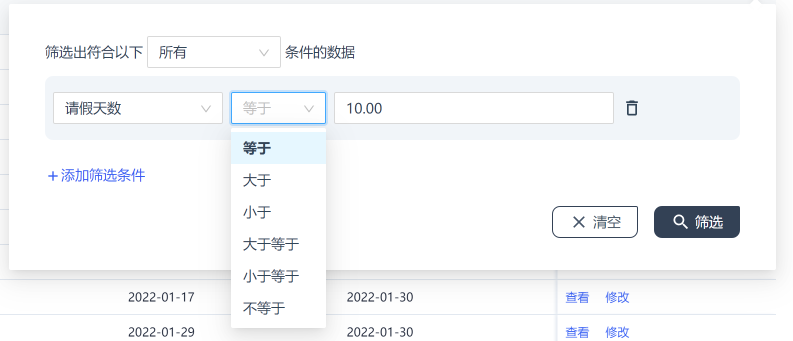 筛选出符合以下 所有 条件的数据
请假天数 等于 10.00
等于
+添加筛选条件
大于
小于
清空 筛选
大于等于
小于等于
2022-01-17 2022-01-30 查看 修改
不等于
2022-01-29 2022-01-30 查看 修改